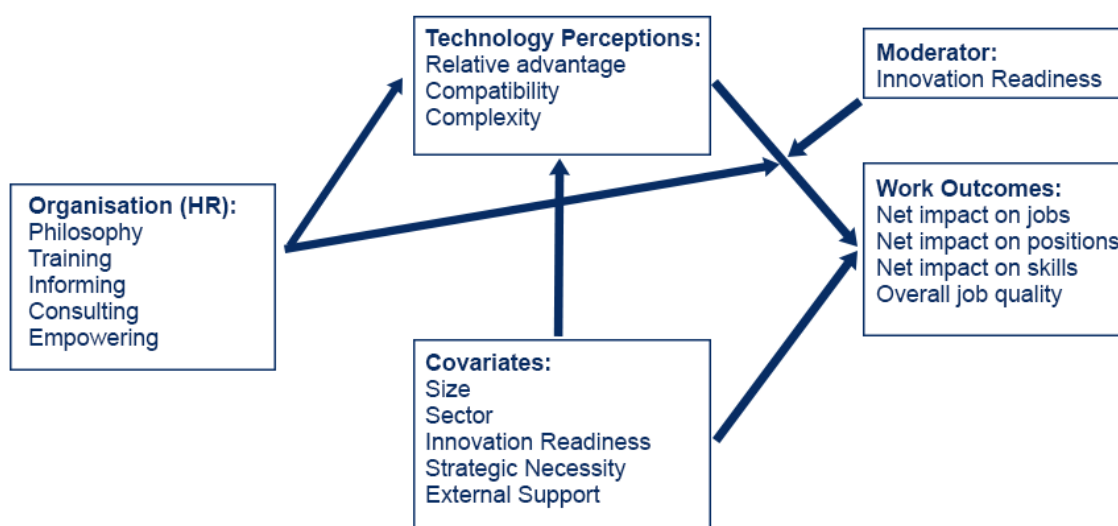 Technology Perceptions:
Relative advantage
Compatibility
Complexity
Moderator:
Innovation Readiness
Organisation (HR):
Philosophy
Training
Informing
Consulting
Empowering
Work Outcomes:
Net impact on jobs
Net impact on positions
Net impact on skills
Overall job quality
Covariates:
Size
Sector
Innovation Readiness
Strategic Necessity
External Support